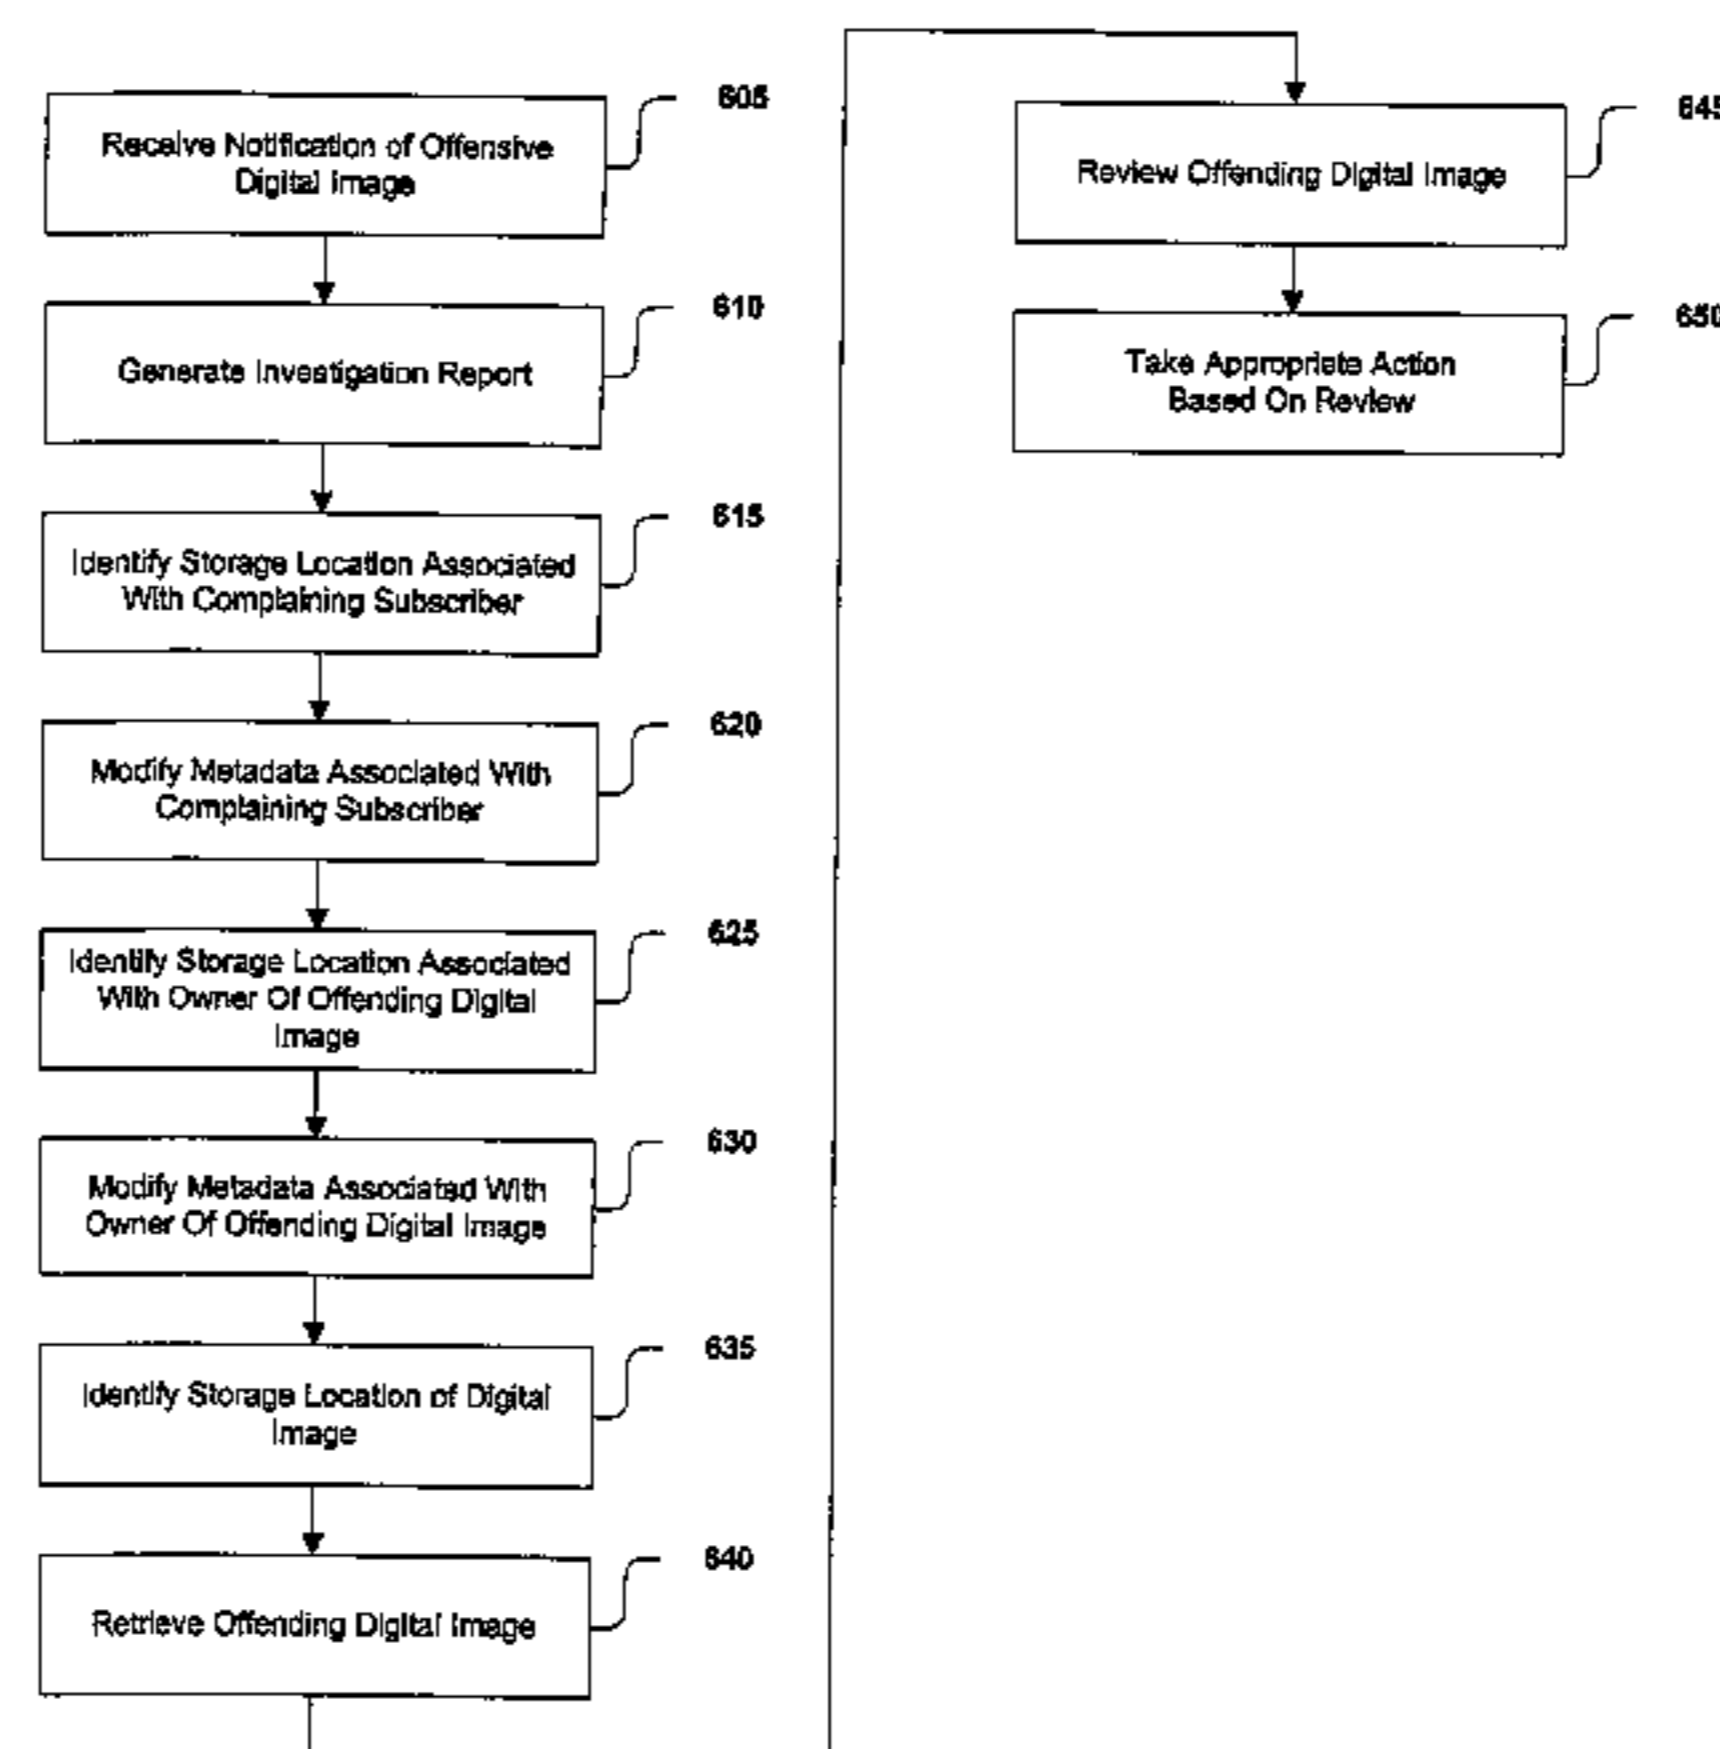 605
Receive Notification of Offensive
Digital Image
610
Generate Investigation Report
615
Identify Storage Location Associated
With Complaining Subscriber
620
Modify Metadata Associated With
Complaining Subscriber
625
Identify Storage Location Associated
With Owner Of Offending Digital
Image
630
Modify Metadata Associated With
Owner Of Offending Digital Image
635
Identify Storage Location of Digital
Image
640
Retrieve Offending Digital Image
645
Review Offending Digital Image
650
Take Appropriate Action
Based On Review